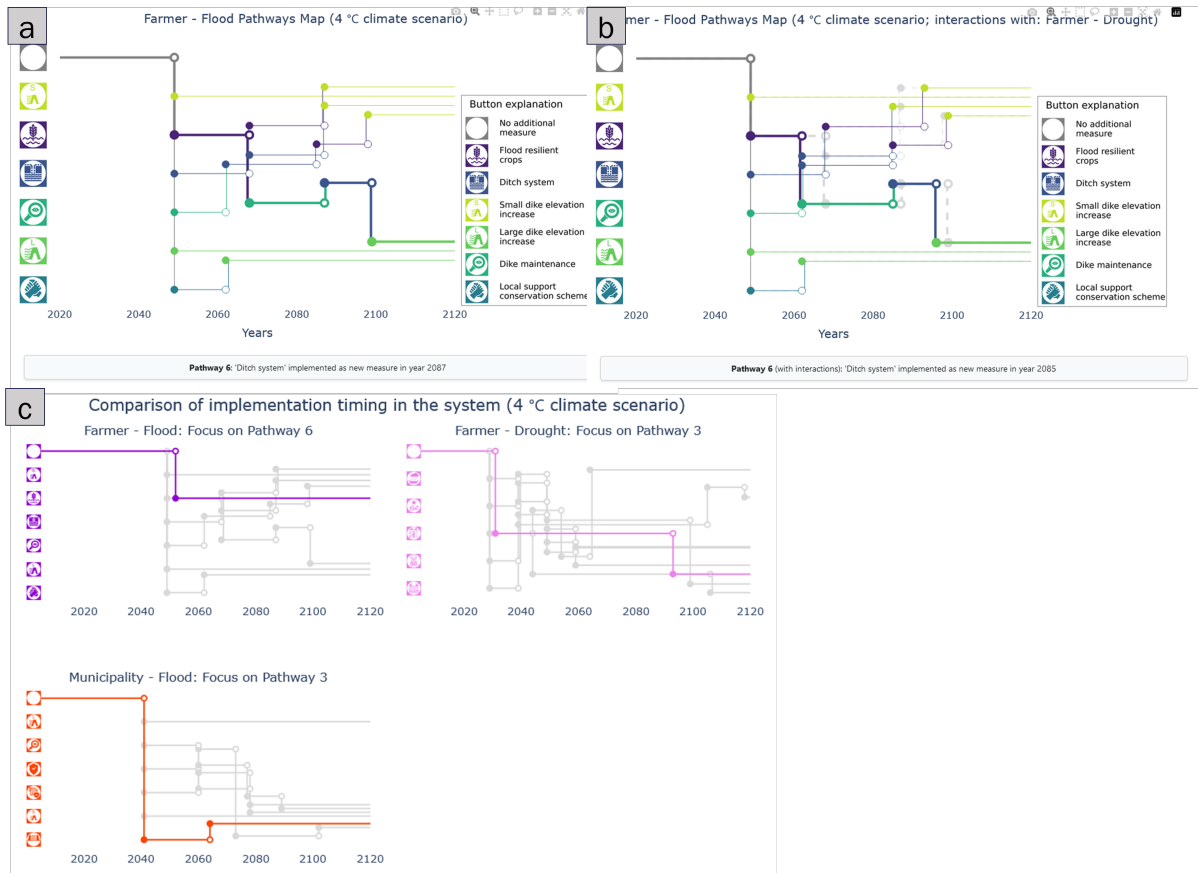 a
Farmer - Flood Pathways Map (4 °C climate scenario)
S
L
Button explanation
No additional
measure
Flood resilient
crops
Ditch system
S
Small dike elevation
increase
L
Large dike elevation
increase
Dike maintenance
Local support
conservation scheme
2020 2040 2060 2080 2100 2120
Years
Pathway 6: 'Ditch system' implemented as new measure in year 2087
b
mer - Flood Pathways Map (4 °C climate scenario; interactions with: Farmer - Drought)
S
L
Button explanation
No additional
measure
Flood resilient
crops
Ditch system
S
Small dike elevation
increase
L
Large dike elevation
increase
Dike maintenance
Local support
conservation scheme
2020 2040 2060 2080 2100 2120
Years
Pathway 6 (with interactions): 'Ditch system' implemented as new measure in year 2085
c
Comparison of implementation timing in the system (4 °C climate scenario)
Farmer - Flood: Focus on Pathway 6
2020 2040 2060 2080 2100 2120
Farmer - Drought: Focus on Pathway 3
2020 2040 2060 2080 2100 2120
Municipality - Flood: Focus on Pathway 3
2020 2040 2060 2080 2100 2120